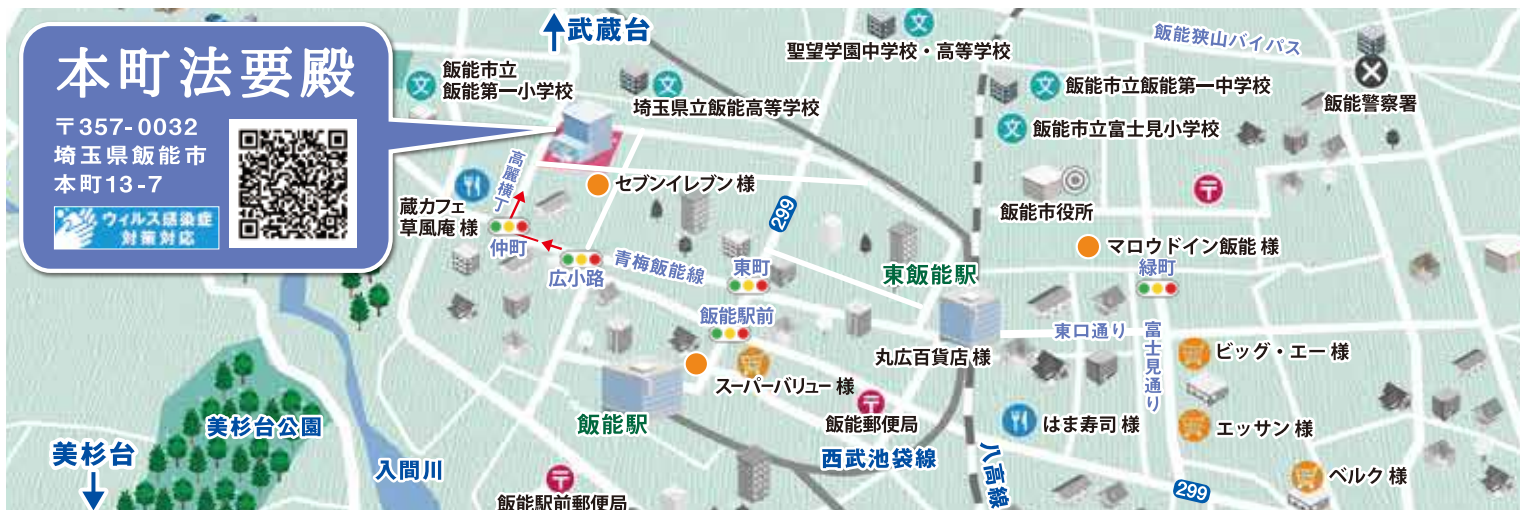 本町法要殿
〒357-0032
埼玉県飯能市
本町13-7
ウィルス感染症
対策対応
武蔵台
飯能市立
飯能第一小学校
文
文
埼玉県立飯能高等学校
文
聖望学園中学校・高等学校
文
飯能市立飯能第一中学校
文
飯能市立富士見小学校
飯能狭山バイパス
飯能警察署
高麗横丁
セブンイレブン 様
蔵カフェ
草風庵 様
仲町
広小路
青梅飯能線
299
東町
飯能駅前
東飯能駅
飯能市役所
〒
マロウドイン飯能 様
緑町
東口通り
富士見通り
丸広百貨店 様
スーパーバリュー 様
飯能駅
〒
飯能郵便局
はま寿司 様
ビッグ・エー 様
エッサン 様
ベルク 様
西武池袋線
八高線
299
美杉台公園
美杉台
入間川
〒
飯能駅前郵便局